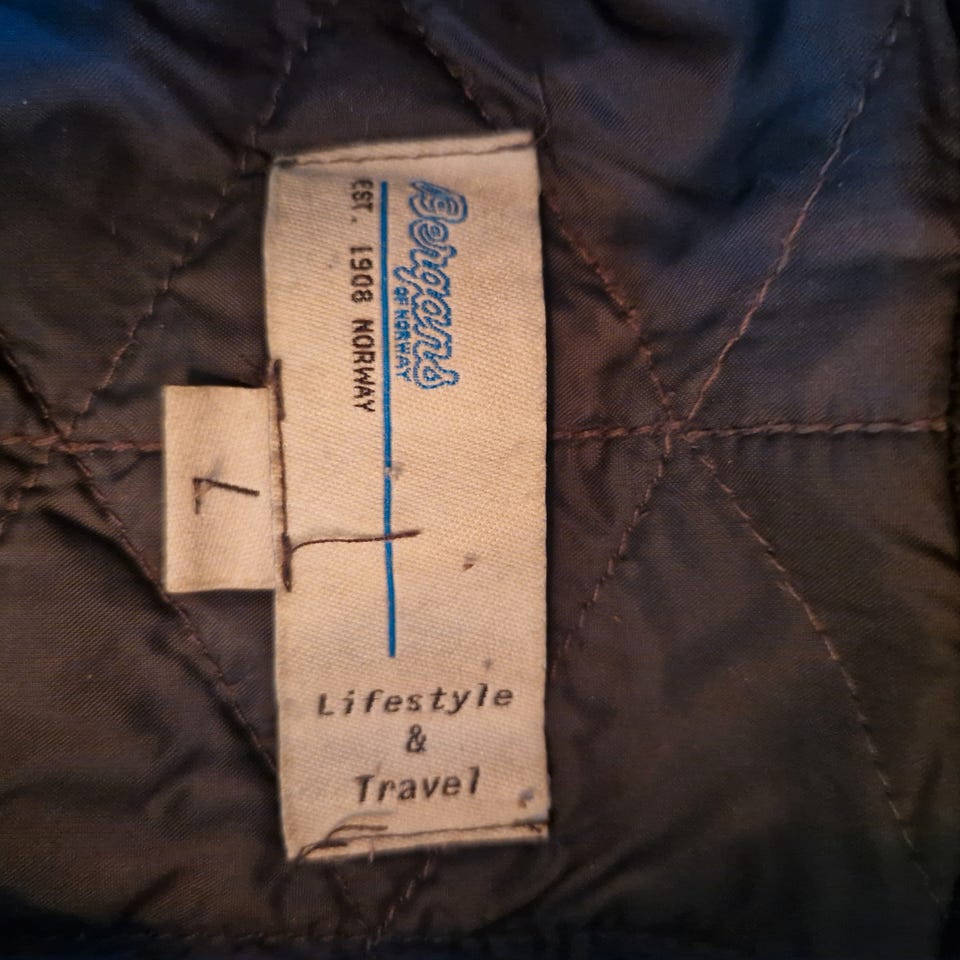 Bergans
OF NORWAY
EST. 1908 NORWAY
L
Lifestyle
&
Travel